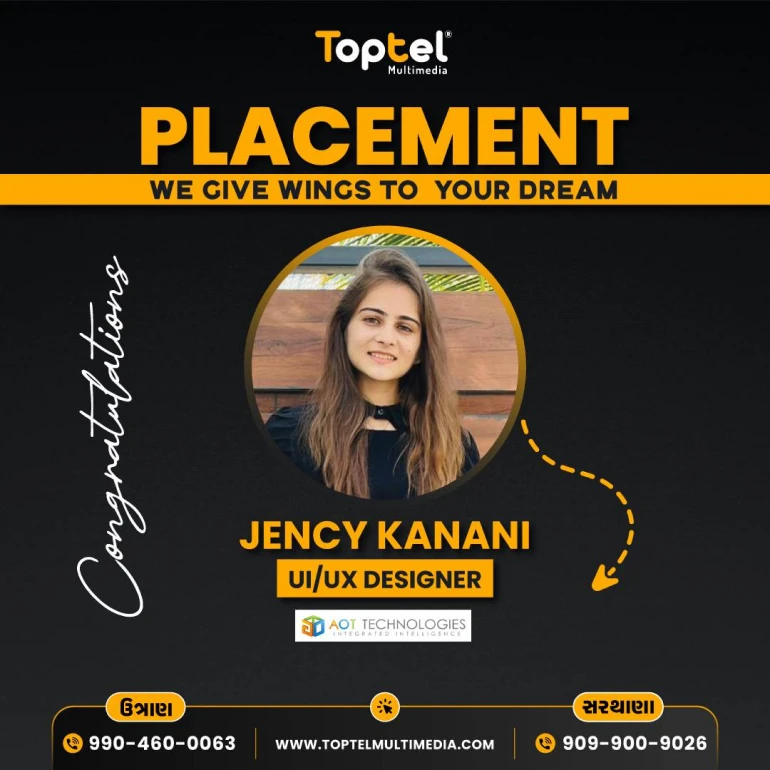 Toptel®
Multimedia
PLACEMENT
WE GIVE WINGS TO YOUR DREAM
Congratulations
JENCY KANANI
UI/UX DESIGNER
AOT TECHNOLOGIES
INTEGRATED INTELLIGENCE
ઉત્રાણ
સરથાણા
990-460-0063
WWW.TOPTELMULTIMEDIA.COM
909-900-9026